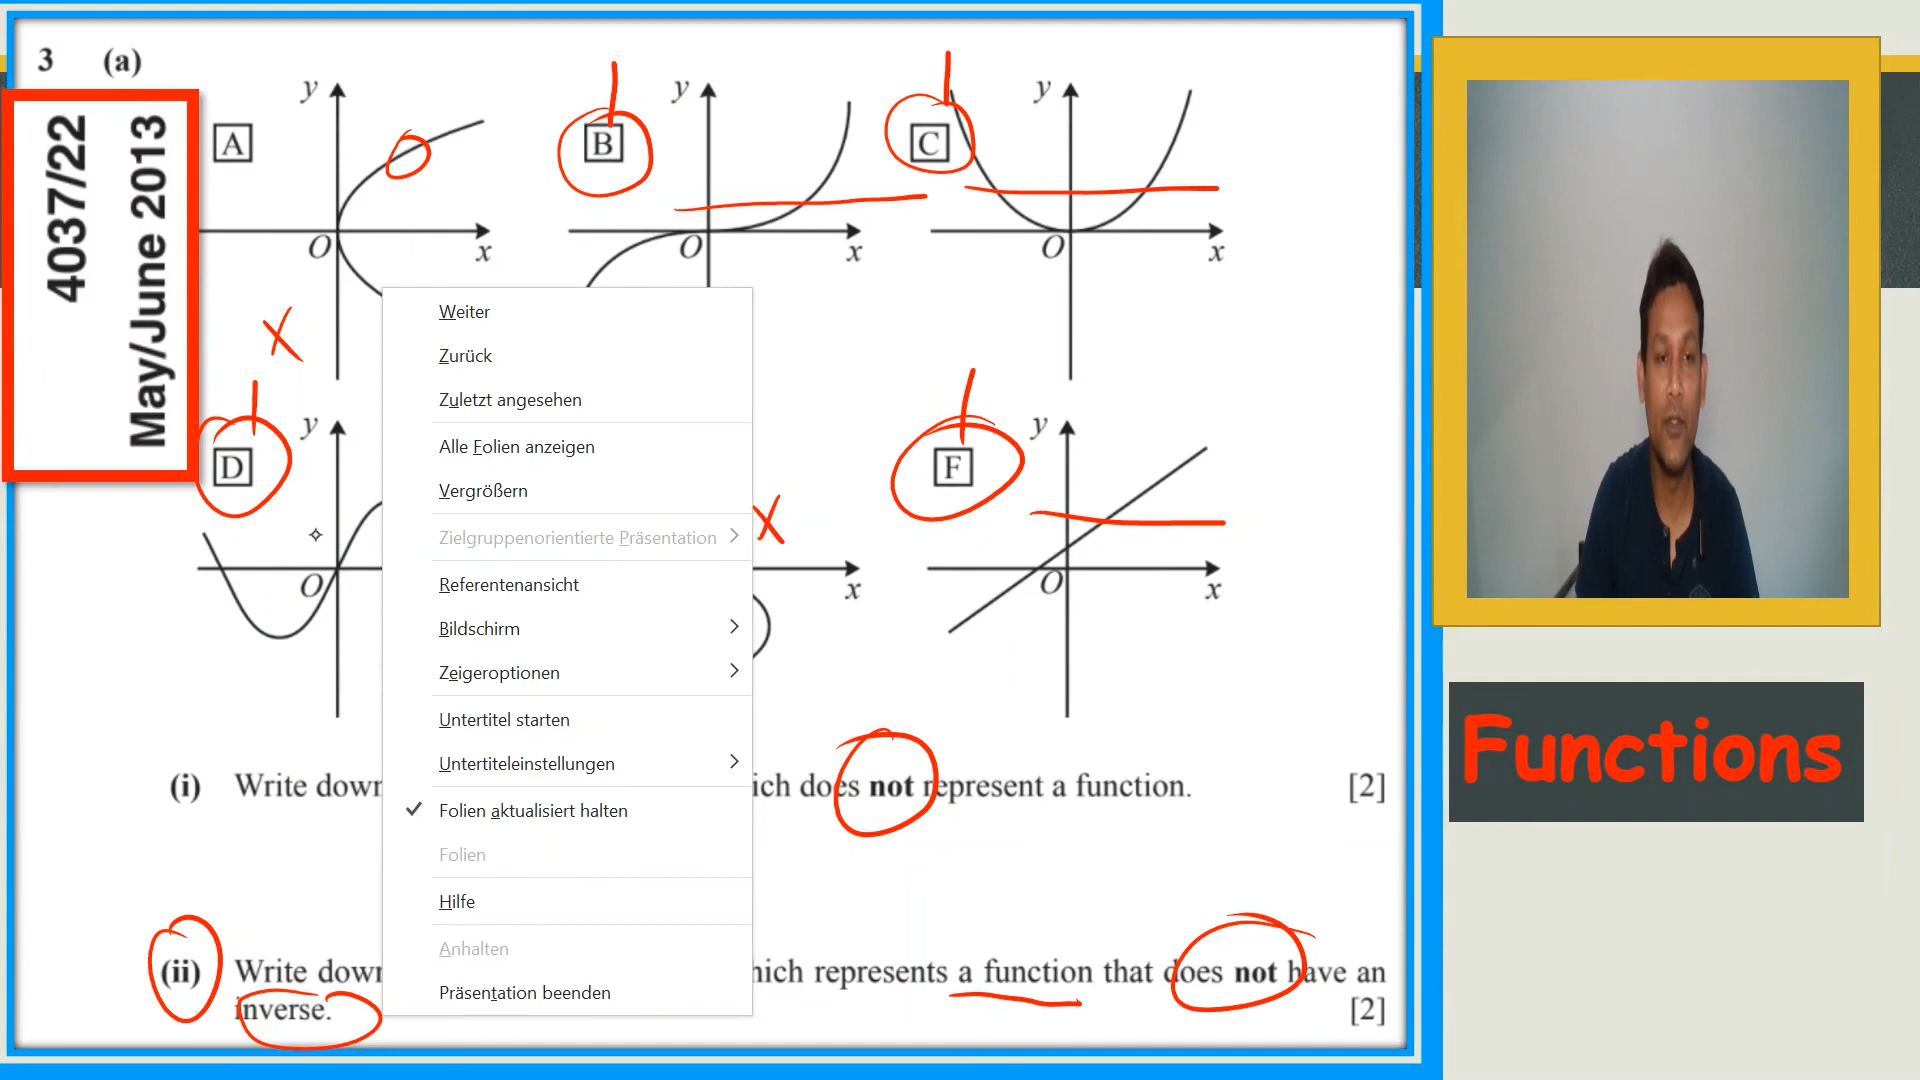 3 (a)
4037/22
May/June 2013
A
y
O
x
B
y
O
x
C
y
O
x
X
D
y
O
X
x
F
y
O
x
Weiter
Zurück
Zuletzt angesehen
Alle Folien anzeigen
Vergrößern
Zielgruppenorientierte Präsentation
Referentenansicht
Bildschirm
Zeigeroptionen
Untertitel starten
Untertiteleinstellungen
Folien aktualisiert halten
Folien
Hilfe
Anhalten
Präsentation beenden
(i) Write down ich does not represent a function. [2]
(ii) Write down hich represents a function that does not have an
inverse. [2]
Functions